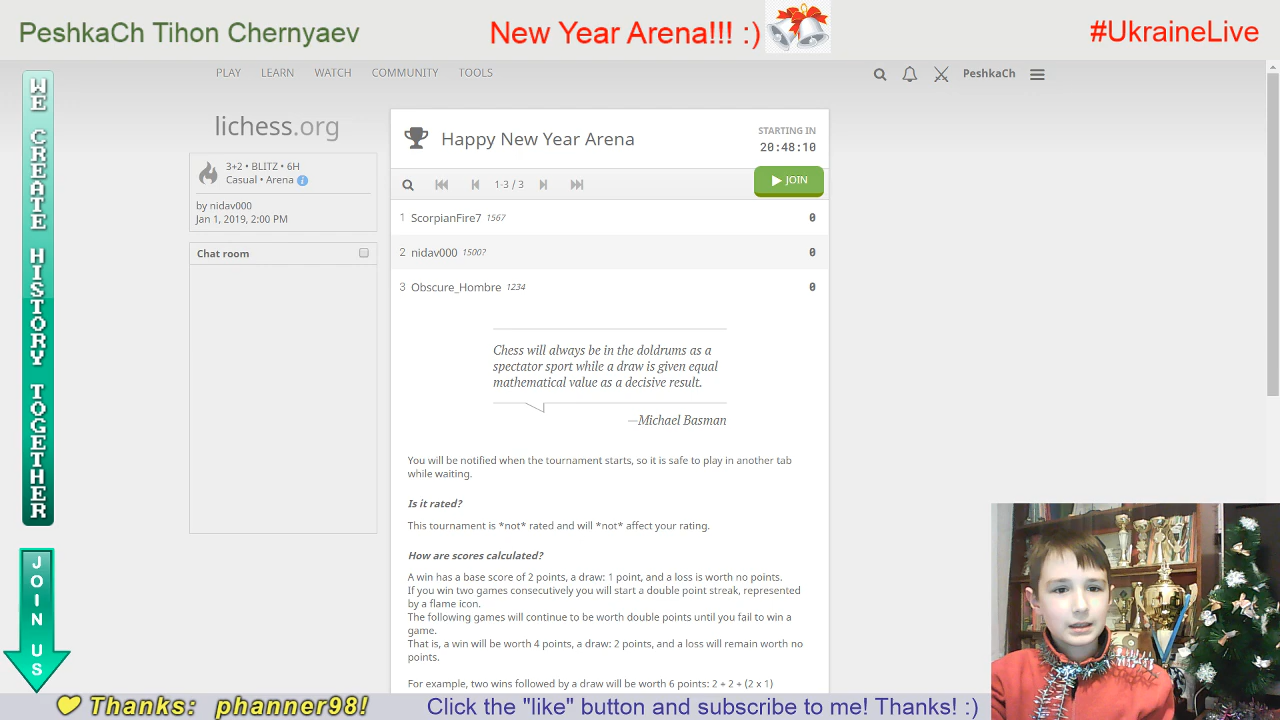 PeshkaCh Tihon Chernyaev
New Year Arena!!! :)
#UkraineLive
WE CREATE HISTORY TOGETHER
JOIN US
PLAY LEARN WATCH COMMUNITY TOOLS
PeshkaCh
lichess.org
3+2 • BLITZ • 6H
Casual • Arena
by nidav000
Jan 1, 2019, 2:00 PM
Chat room
Happy New Year Arena
STARTING IN
20:48:10
1-3 / 3
JOIN
1 ScorpianFire7 1567 0
2 nidav000 1500? 0
3 Obscure_Hombre 1234 0
Chess will always be in the doldrums as a
spectator sport while a draw is given equal
mathematical value as a decisive result.
—Michael Basman
You will be notified when the tournament starts, so it is safe to play in another tab
while waiting.
Is it rated?
This tournament is *not* rated and will *not* affect your rating.
How are scores calculated?
A win has a base score of 2 points, a draw: 1 point, and a loss is worth no points.
If you win two games consecutively you will start a double point streak, represented
by a flame icon.
The following games will continue to be worth double points until you fail to win a
game.
That is, a win will be worth 4 points, a draw: 2 points, and a loss will remain worth no
points.
For example, two wins followed by a draw will be worth 6 points: 2 + 2 + (2 x 1)
Thanks: phanner98!
Click the "like" button and subscribe to me! Thanks! :)